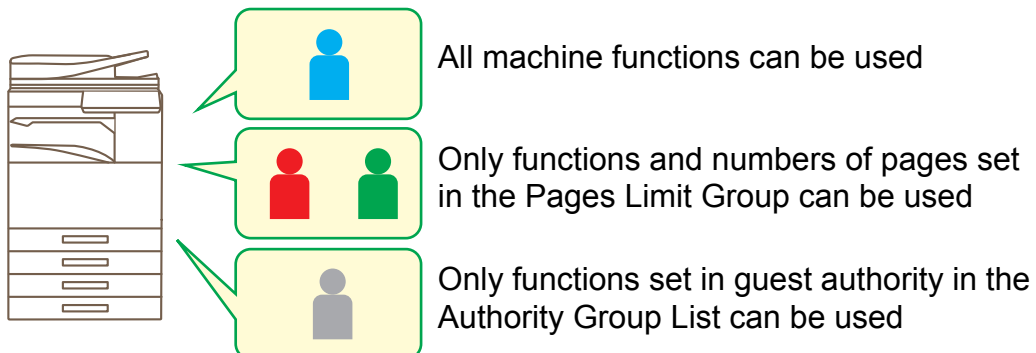 All machine functions can be used
Only functions and numbers of pages set
in the Pages Limit Group can be used
Only functions set in guest authority in the
Authority Group List can be used